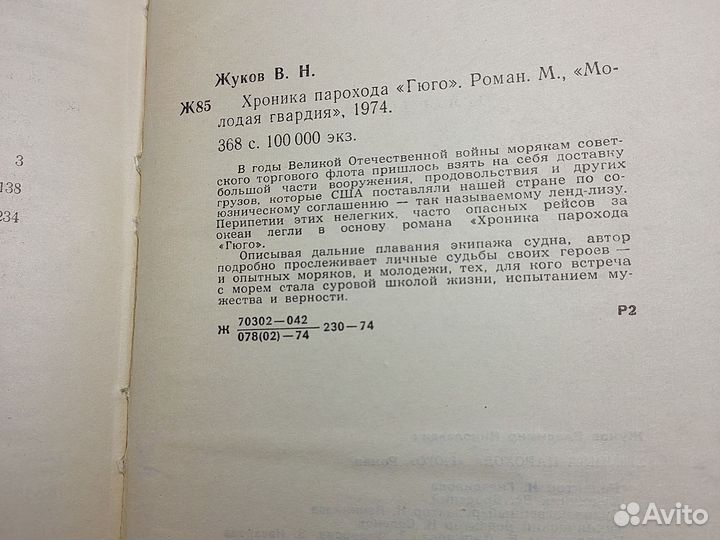 3
138
234
Жуков В. Н.
Ж85 Хроника парохода «Гюго». Роман. М., «Мо-
лодая гвардия», 1974.
368 с. 100 000 экз.
В годы Великой Отечественной войны морякам совет-
ского торгового флота пришлось взять на себя доставку
большой части вооружения, продовольствия и других
грузов, которые США поставляли нашей стране по со-
юзническому соглашению — так называемому ленд-лизу.
Перипетии этих нелегких, часто опасных рейсов за
океан легли в основу романа «Хроника парохода
«Гюго».
Описывая дальние плавания экипажа судна, автор
подробно прослеживает личные судьбы своих героев —
и опытных моряков, и молодежи, тех, для кого встреча
с морем стала суровой школой жизни, испытанием му-
жества и верности.
Ж 70302—042
078(02)—74 230—74
Р2
Avito